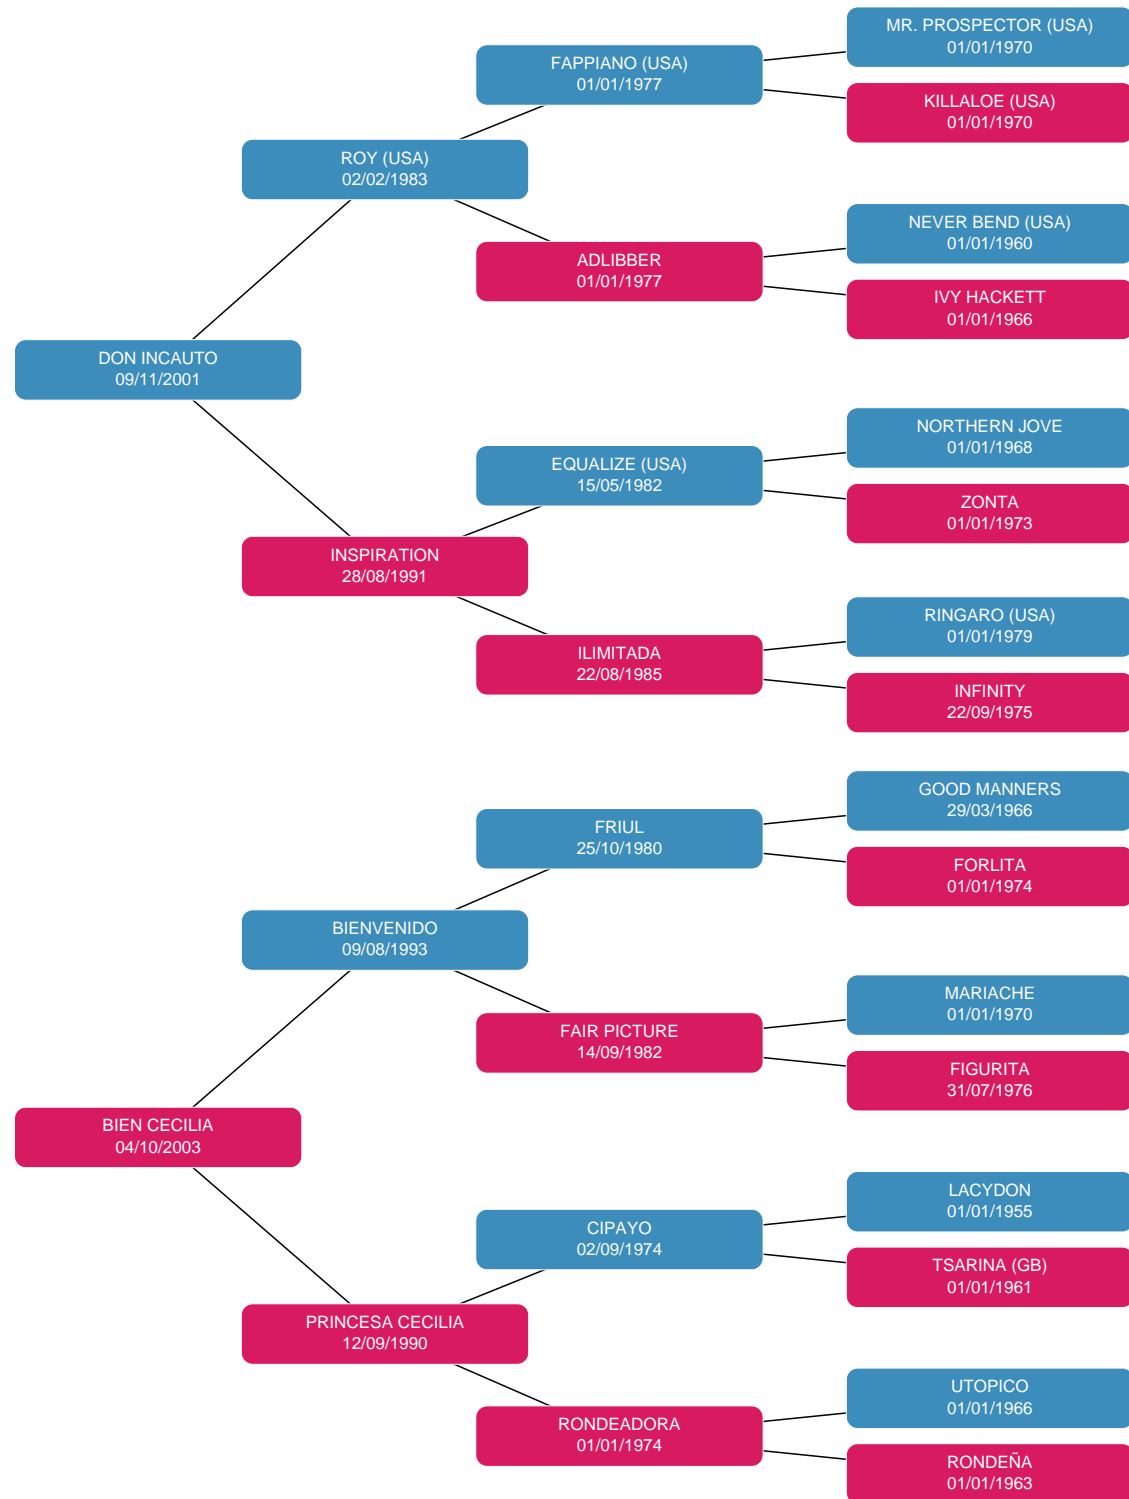 MR. PROSPECTOR (USA)
01/01/1970
FAPPIANO (USA)
01/01/1977
KILLALOE (USA)
01/01/1970
ROY (USA)
02/02/1983
NEVER BEND (USA)
01/01/1960
ADLIBBER
01/01/1977
IVY HACKETT
01/01/1966
DON INCAUTO
09/11/2001
NORTHERN JOVE
01/01/1968
EQUALIZE (USA)
15/05/1982
ZONTA
01/01/1973
INSPIRATION
28/08/1991
RINGARO (USA)
01/01/1979
ILIMITADA
22/08/1985
INFINITY
22/09/1975
GOOD MANNERS
29/03/1966
FRIUL
25/10/1980
FORLITA
01/01/1974
BIENVENIDO
09/08/1993
MARIACHE
01/01/1970
FAIR PICTURE
14/09/1982
FIGURITA
31/07/1976
BIEN CECILIA
04/10/2003
LACYDON
01/01/1955
CIPAYO
02/09/1974
TSARINA (GB)
01/01/1961
PRINCESA CECILIA
12/09/1990
UTOPICO
01/01/1966
RONDEADORA
01/01/1974
RONDEÑA
01/01/1963